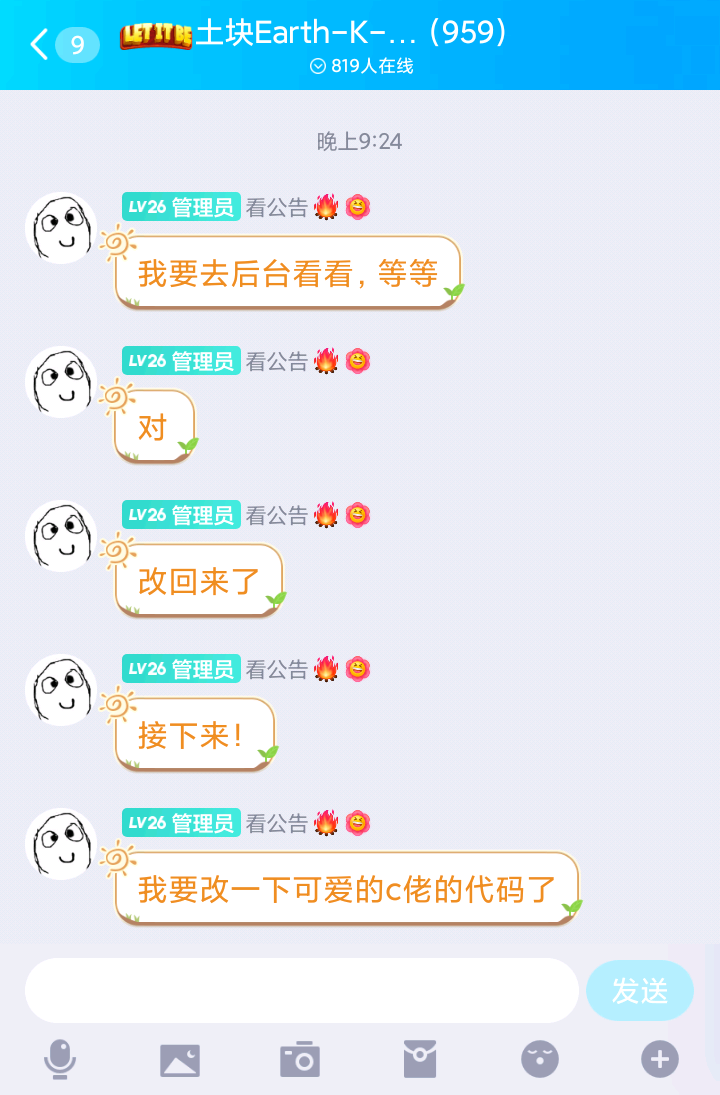 9
LET IT BE土块Earth-K-...（959）
819人在线
晚上9:24
LV26 管理员 看公告
我要去后台看看，等等
LV26 管理员 看公告
对
LV26 管理员 看公告
改回来了
LV26 管理员 看公告
接下来！
LV26 管理员 看公告
我要改一下可爱的c佬的代码了
发送